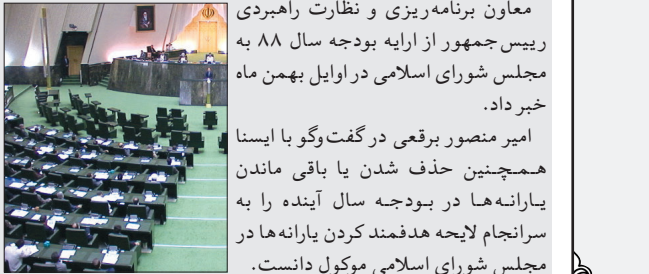 معاون برنامه‌ریزی و نظارت راهبردی
رییس‌جمهور از ارایه بودجه سال ۸۸ به
مجلس شورای اسلامی در اوایل بهمن ماه
خبر داد.
امیر منصور برقعی در گفت‌وگو با ایسنا
همچنین حذف شدن یا باقی ماندن
یارانه‌ها در بودجه سال آینده را به
سرانجام لایحه هدفمند کردن یارانه‌ها در
مجلس شورای اسلامی موکول دانست.